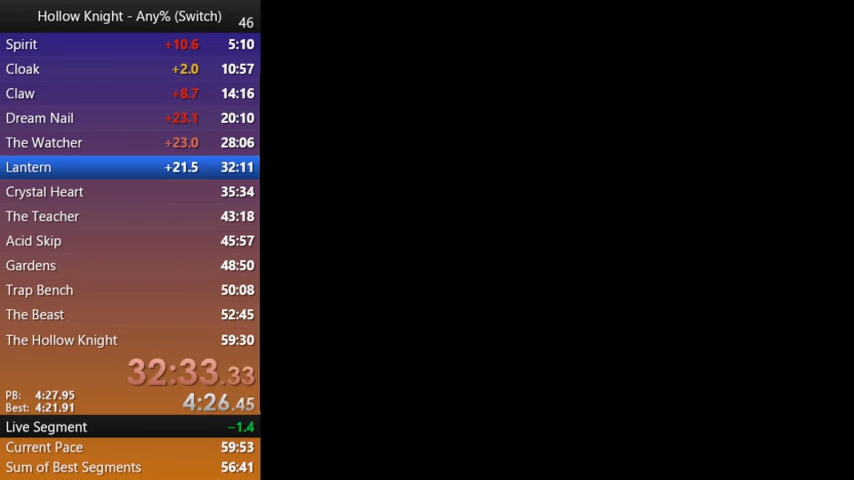 Hollow Knight - Any% (Switch)
46
Spirit +10.6 5:10
Cloak +2.0 10:57
Claw +8.7 14:16
Dream Nail +23.1 20:10
The Watcher +23.0 28:06
Lantern +21.5 32:11
Crystal Heart 35:34
The Teacher 43:18
Acid Skip 45:57
Gardens 48:50
Trap Bench 50:08
The Beast 52:45
The Hollow Knight 59:30
32:33.33
PB: 4:27.95
Best: 4:21.91
4:26.45
Live Segment −1.4
Current Pace 59:53
Sum of Best Segments 56:41